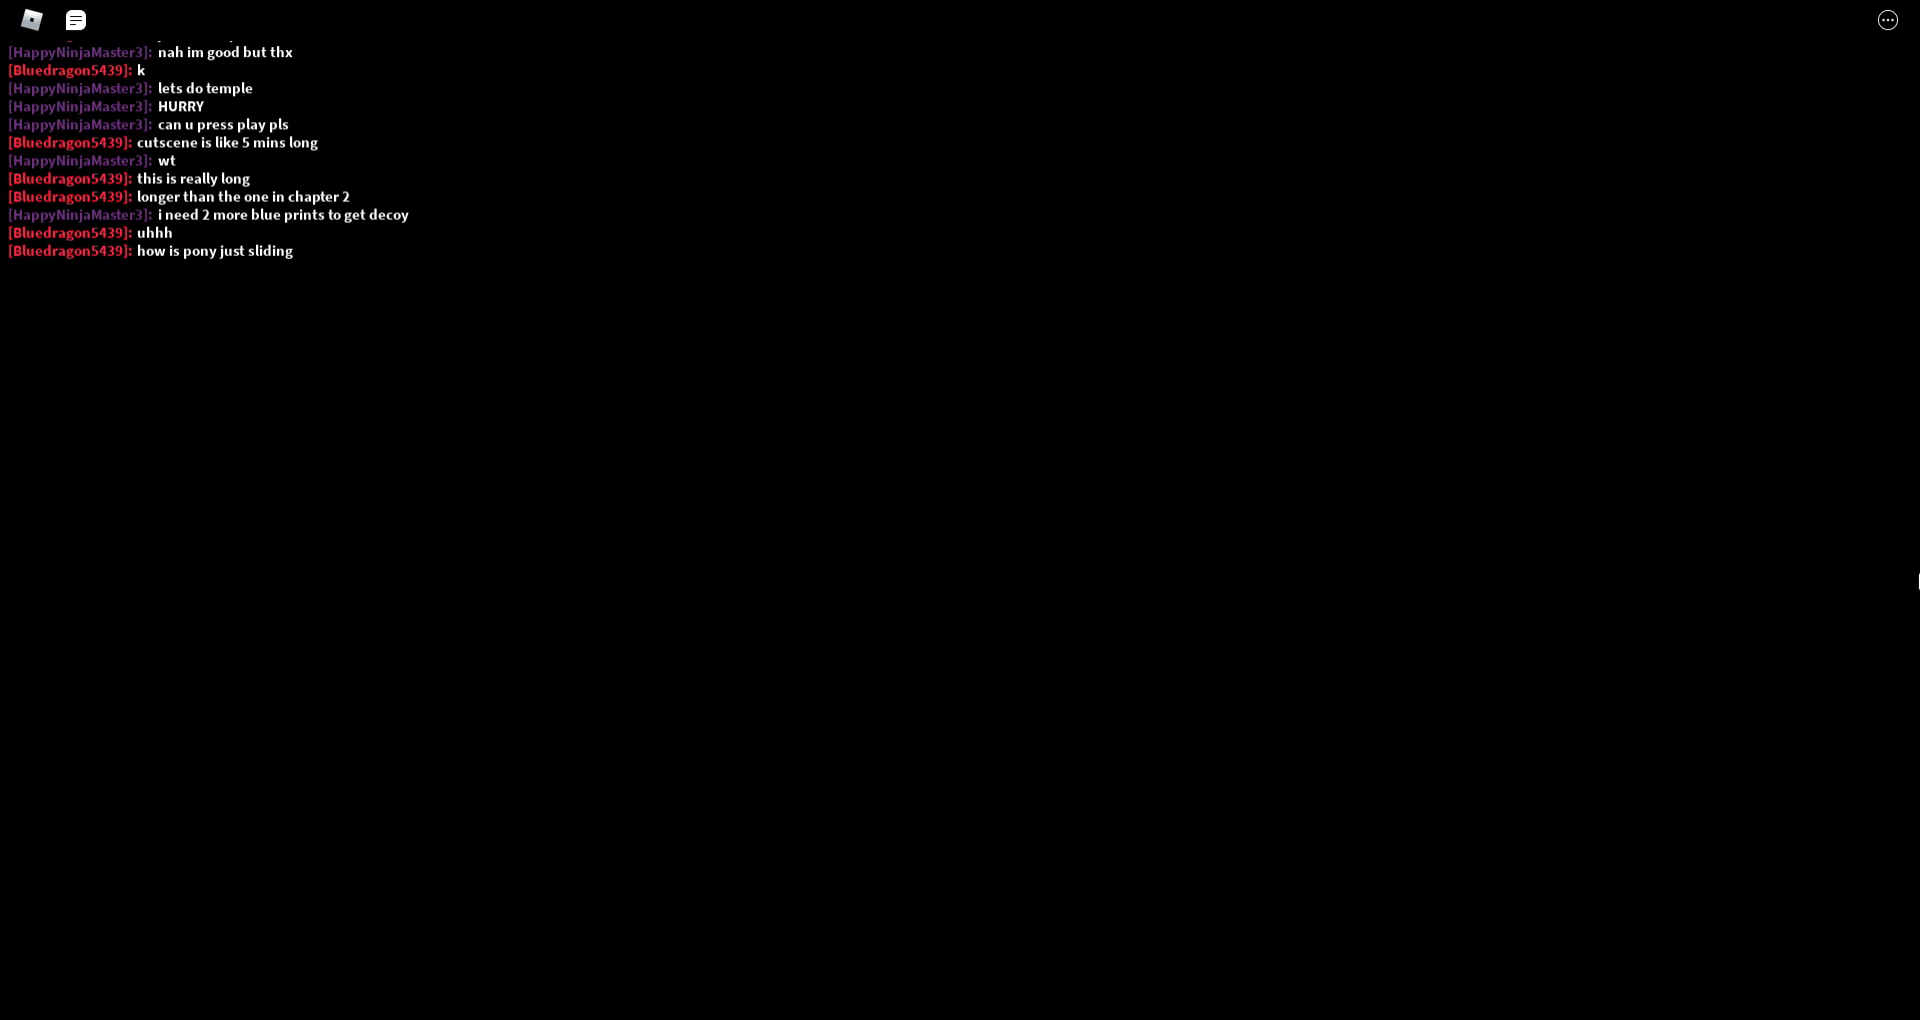 [HappyNinjaMaster3]: nah im good but thx
[Bluedragon5439]: k
[HappyNinjaMaster3]: lets do temple
[HappyNinjaMaster3]: HURRY
[HappyNinjaMaster3]: can u press play pls
[Bluedragon5439]: cutscene is like 5 mins long
[HappyNinjaMaster3]: wt
[Bluedragon5439]: this is really long
[Bluedragon5439]: longer than the one in chapter 2
[HappyNinjaMaster3]: i need 2 more blue prints to get decoy
[Bluedragon5439]: uhhh
[Bluedragon5439]: how is pony just sliding